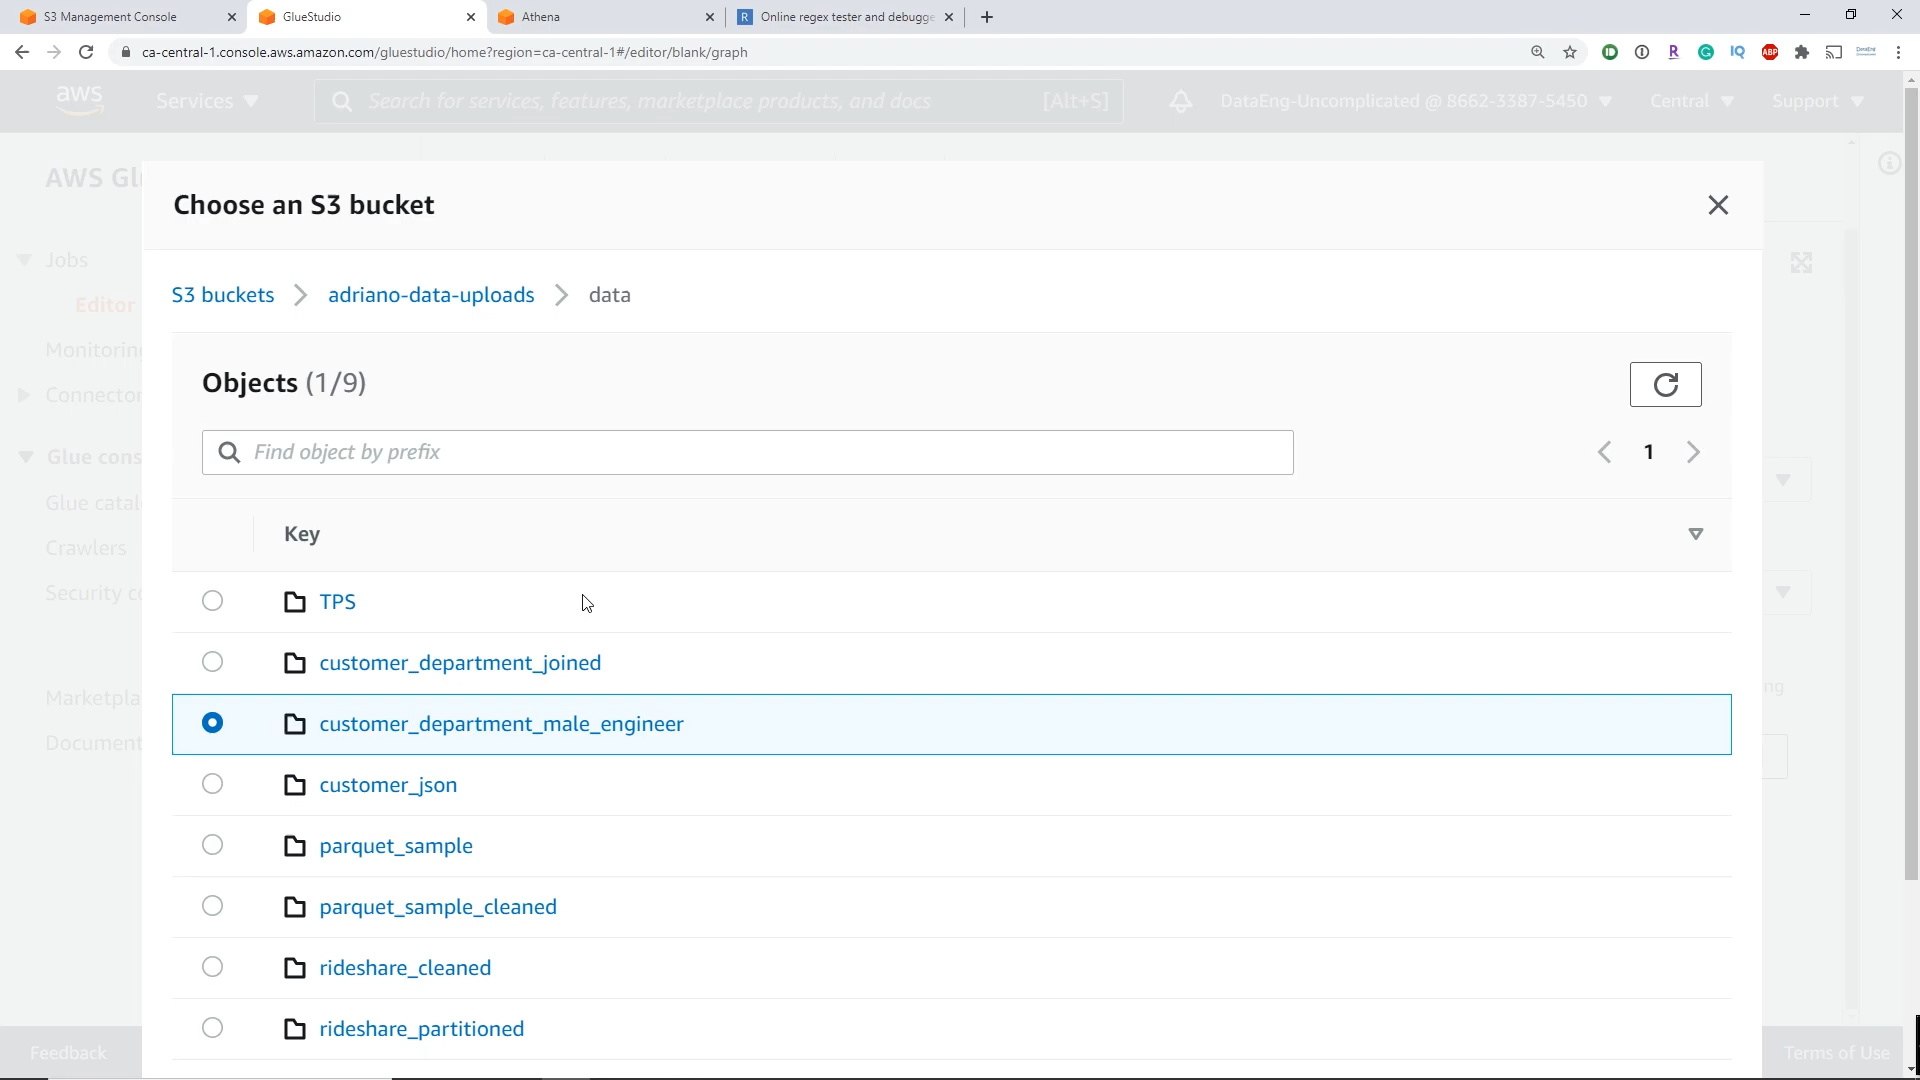 S3 Management Console
GlueStudio
Athena
Online regex tester and debugge
ca-central-1.console.aws.amazon.com/gluestudio/home?region=ca-central-1#/editor/blank/graph
aws
Services
Search for services, features, marketplace products, and docs
[Alt+S]
DataEng-Uncomplicated @ 8662-3387-5450
Central
Support
AWS Gl
Jobs
Editor
Monitoring
Connector
Glue cons
Glue catal
Crawlers
Security co
Marketpla
Document
Choose an S3 bucket
S3 buckets
adriano-data-uploads
data
Objects (1/9)
Find object by prefix
1
Key
TPS
customer_department_joined
customer_department_male_engineer
customer_json
parquet_sample
parquet_sample_cleaned
rideshare_cleaned
rideshare_partitioned
ng
Feedback
Terms of Use